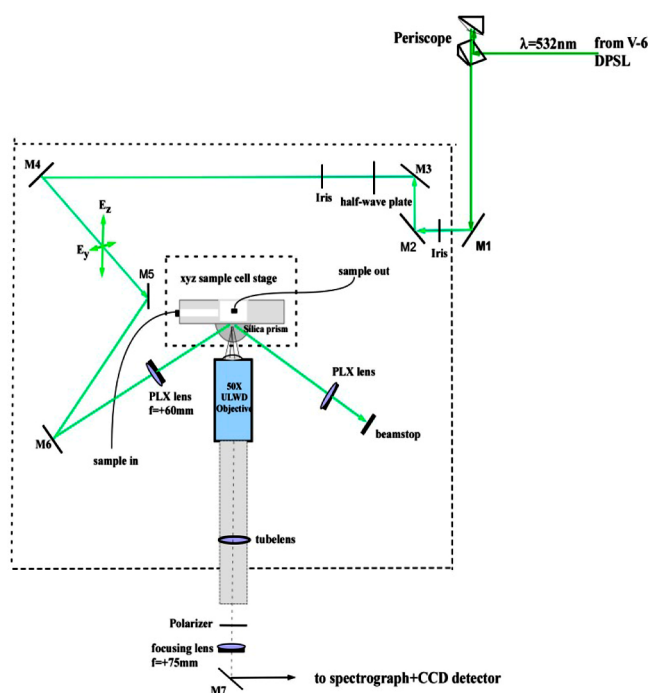 Periscope
λ=532nm
from V-6
DPSL
M4
M3
Iris
half-wave plate
M2
Iris
M1
Ez
Ey
M5
xyz sample cell stage
sample out
Silica prism
PLX lens
f=+60mm
50X
ULWD
Objective
PLX lens
beamstop
M6
sample in
tubelens
Polarizer
focusing lens
f=+75mm
M7
to spectrograph+CCD detector